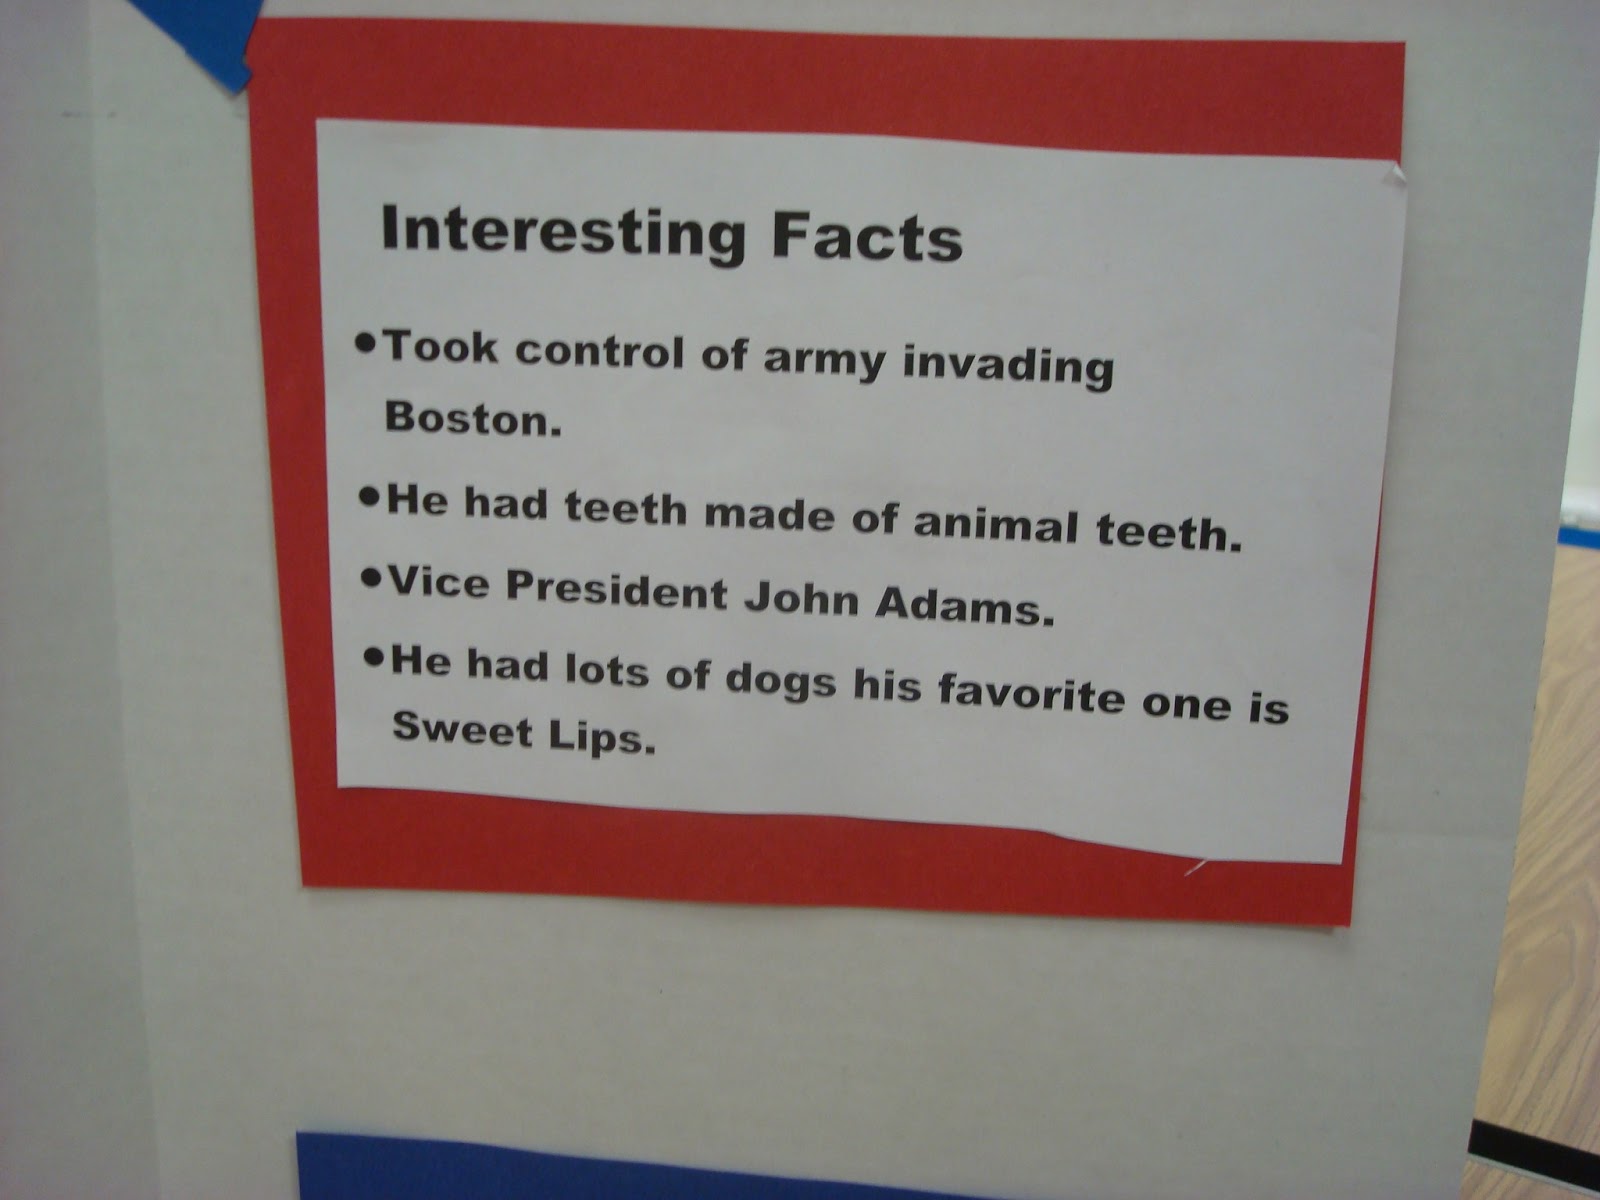 Interesting Facts
•Took control of army invading
Boston.
•He had teeth made of animal teeth.
•Vice President John Adams.
•He had lots of dogs his favorite one is
Sweet Lips.